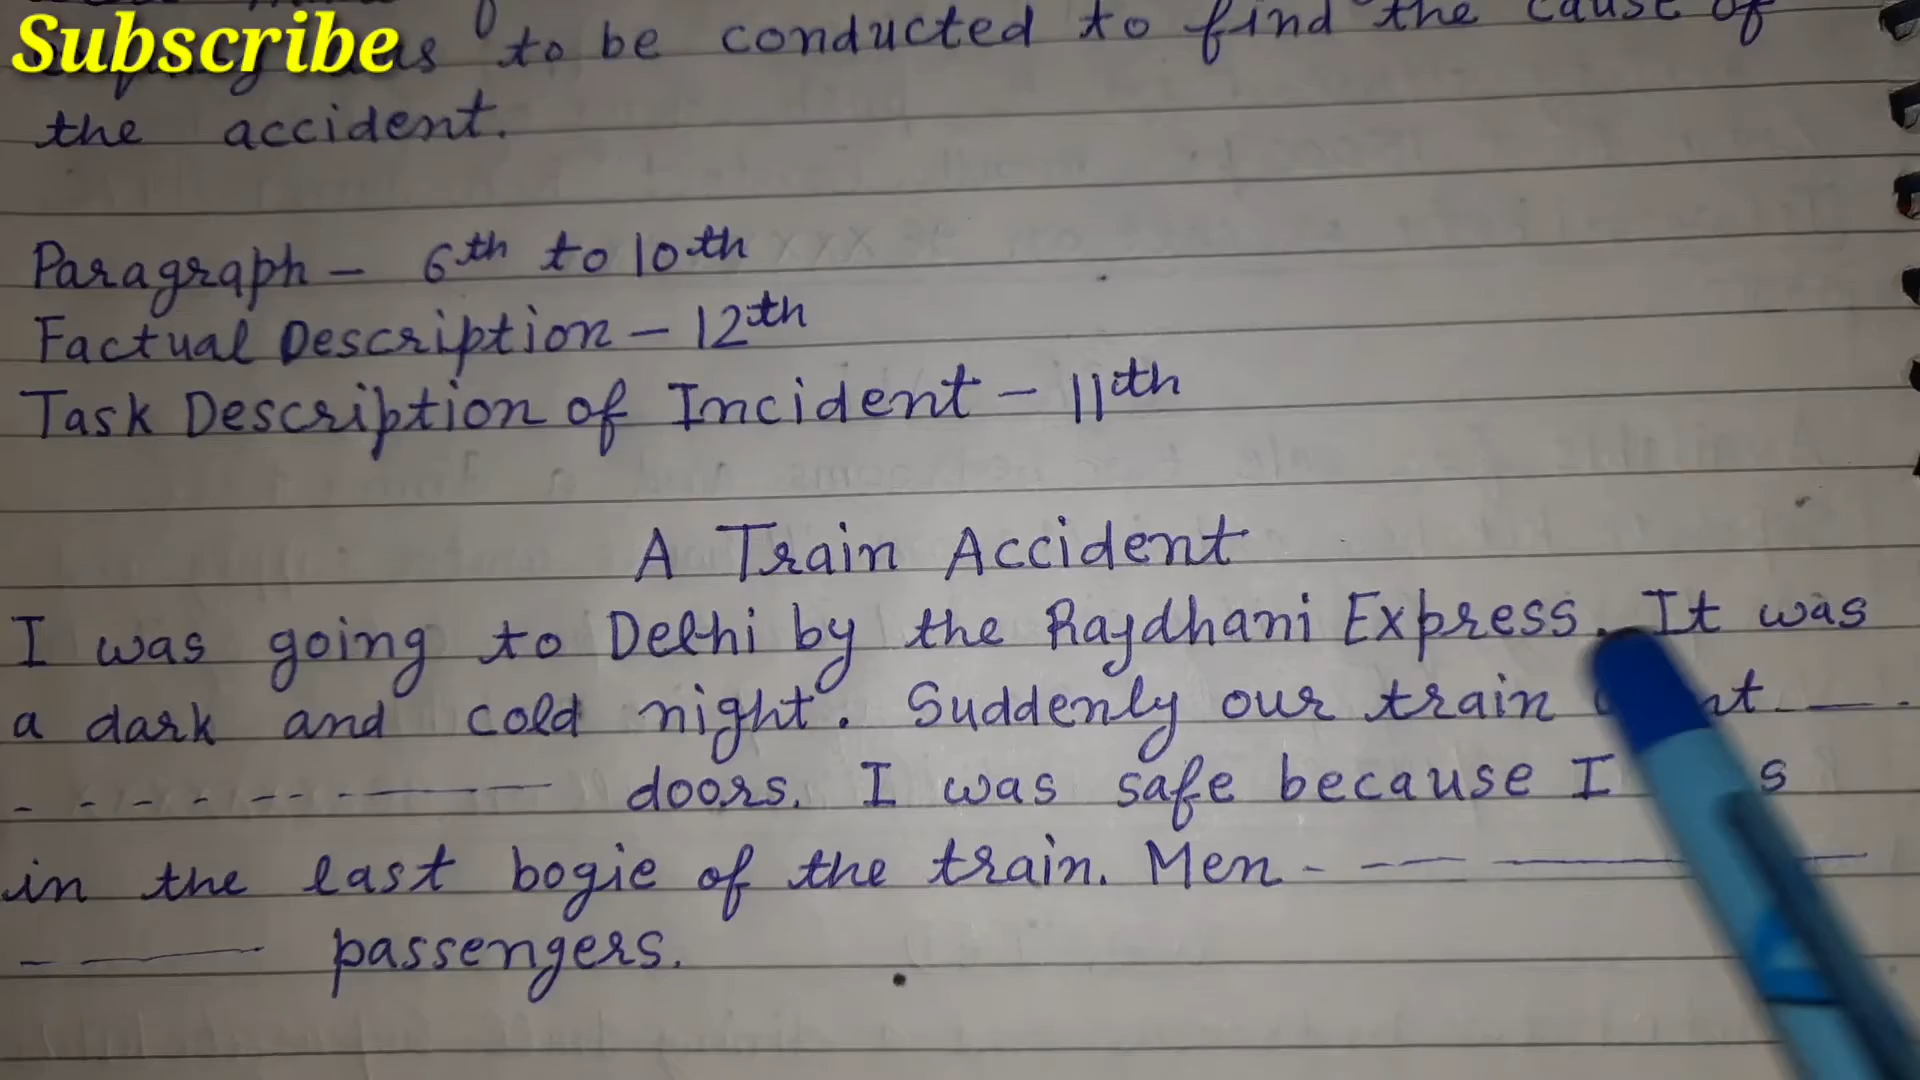 Subscribe
to be conducted to find the cause of
the accident.
Paragraph - 6th to 10th
Factual Description - 12th
Task Description of Incident - 11th
A Train Accident
I was going to Delhi by the Rajdhani Express. It was
a dark and cold night. Suddenly our train
doors. I was safe because I
in the last bogie of the train. Men
passengers.